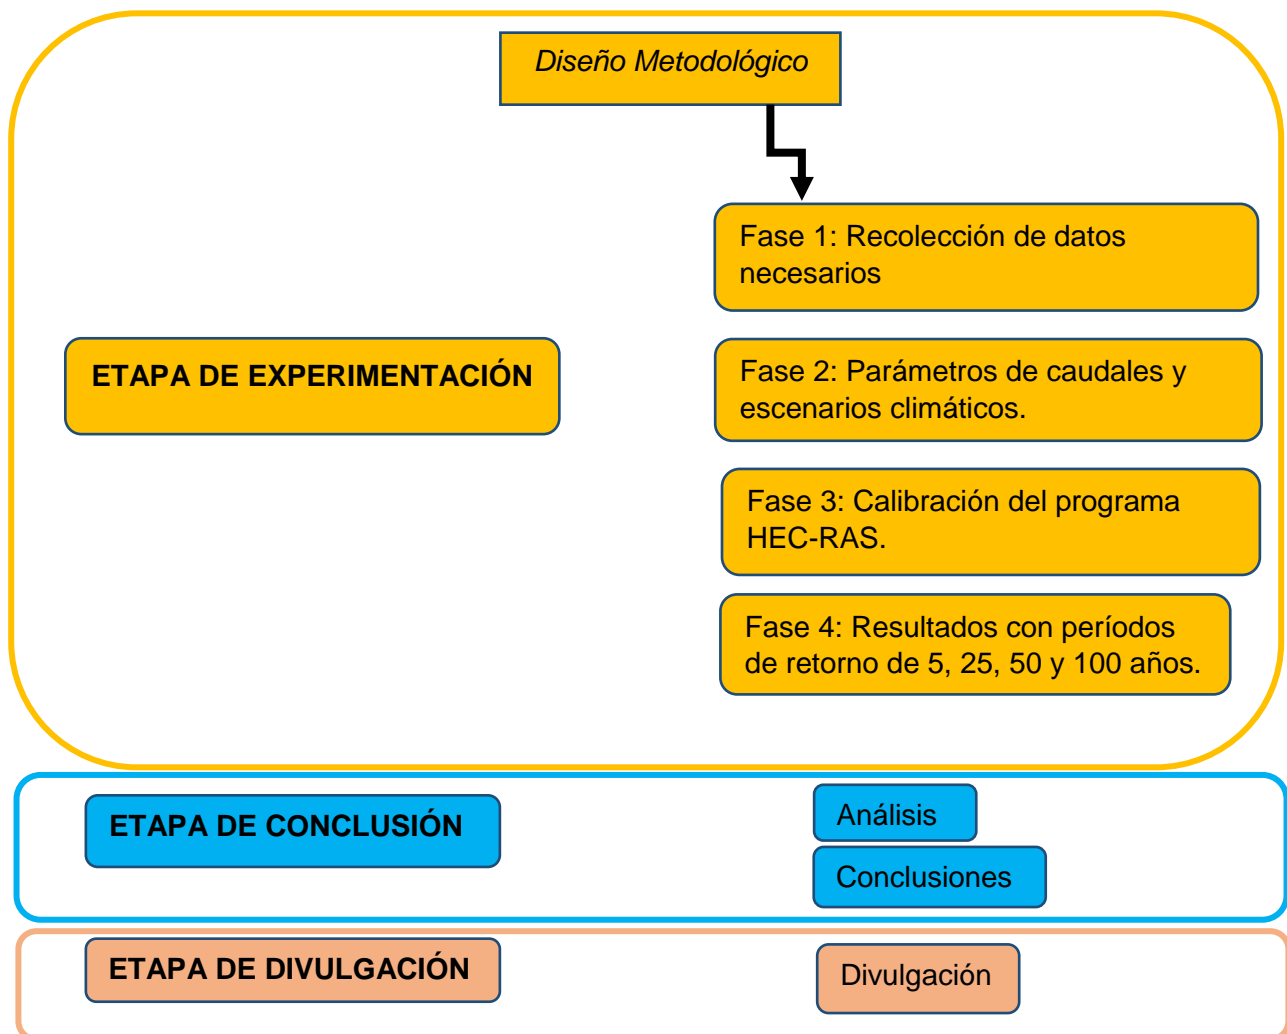 Diseño Metodológico
ETAPA DE EXPERIMENTACIÓN
Fase 1: Recolección de datos
necesarios
Fase 2: Parámetros de caudales y
escenarios climáticos.
Fase 3: Calibración del programa
HEC-RAS.
Fase 4: Resultados con períodos
de retorno de 5, 25, 50 y 100 años.
ETAPA DE CONCLUSIÓN
Análisis
Conclusiones
ETAPA DE DIVULGACIÓN
Divulgación